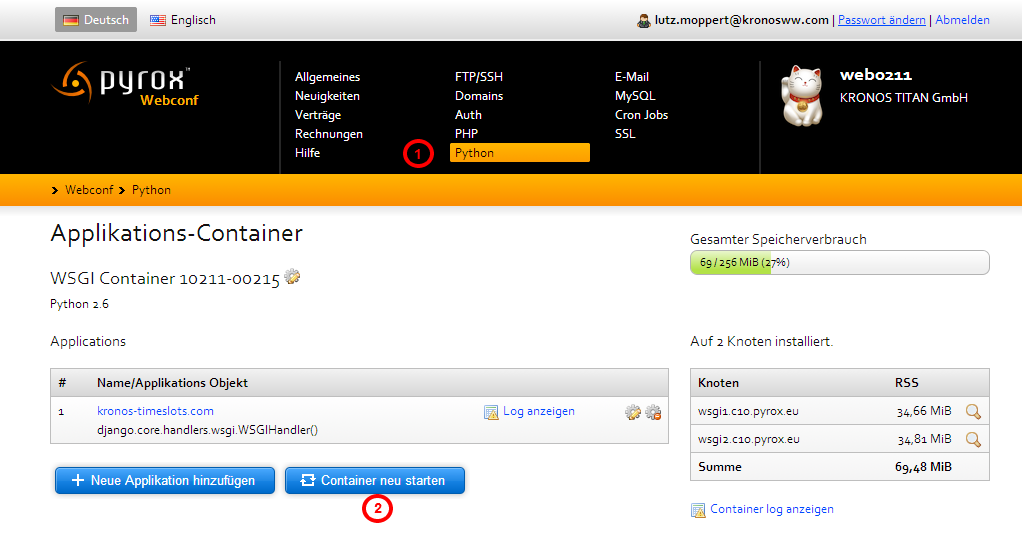 Deutsch Englisch lutz.moppert@kronosww.com | Passwort ändern | Abmelden
pyrox™
Webconf
Allgemeines
Neuigkeiten
Verträge
Rechnungen
Hilfe
FTP/SSH
Domains
Auth
PHP
1 Python
E-Mail
MySQL
Cron Jobs
SSL
web0211
KRONOS TITAN GmbH
Webconf Python
Applikations-Container
WSGI Container 10211-00215
Python 2.6
Gesamter Speicherverbrauch
69 / 256 MiB (27%)
Applications
# Name/Applikations Objekt
1 kronos-timeslots.com Log anzeigen
django.core.handlers.wsgi.WSGIHandler()
Neue Applikation hinzufügen Container neu starten
2
Auf 2 Knoten installiert.
Knoten RSS
wsgi1.c10.pyrox.eu 34,66 MiB
wsgi2.c10.pyrox.eu 34,81 MiB
Summe 69,48 MiB
Container log anzeigen